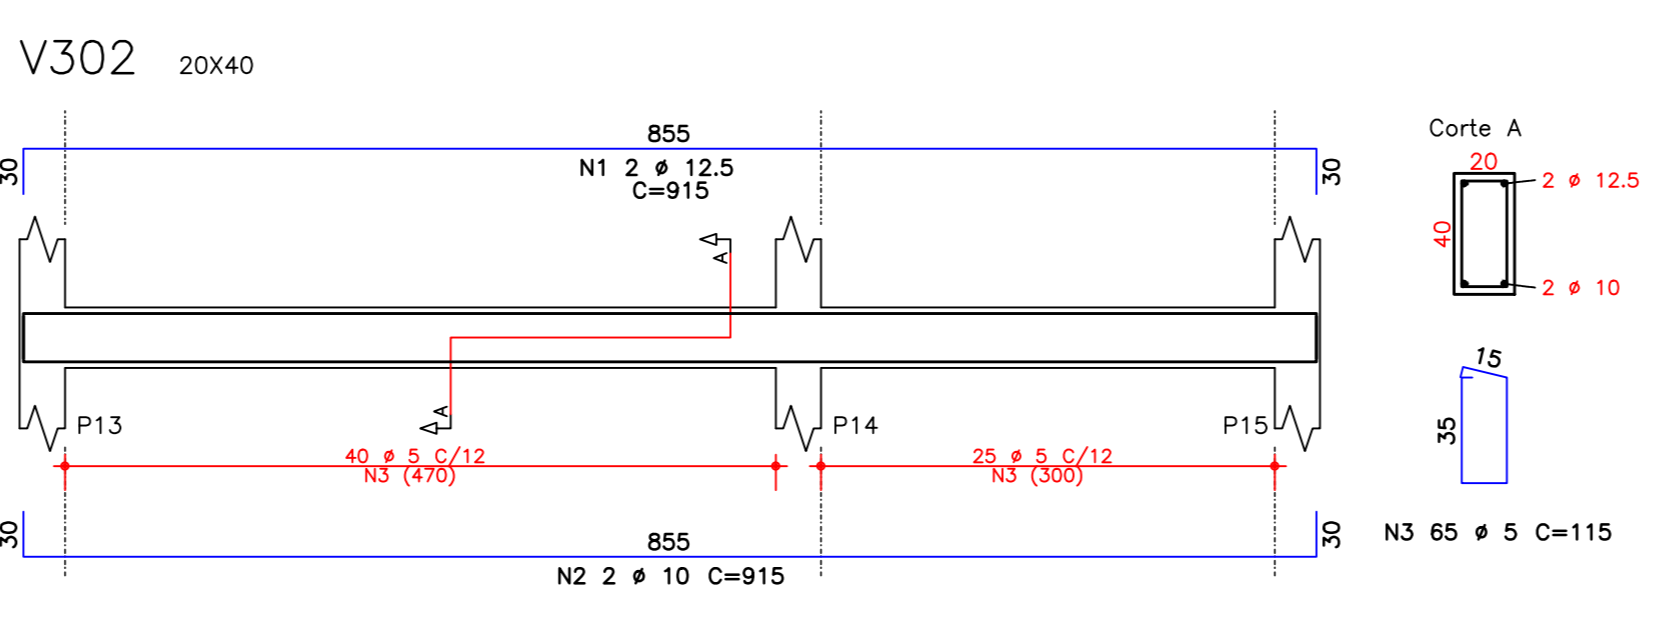 V302 20X40
855
30
30
N1 2 ø 12.5
C=915
A
A
P13
P14
P15
40 ø 5 C/12
N3 (470)
25 ø 5 C/12
N3 (300)
30
855
30
N2 2 ø 10 C=915
Corte A
20
2 ø 12.5
40
2 ø 10
15
35
N3 65 ø 5 C=115